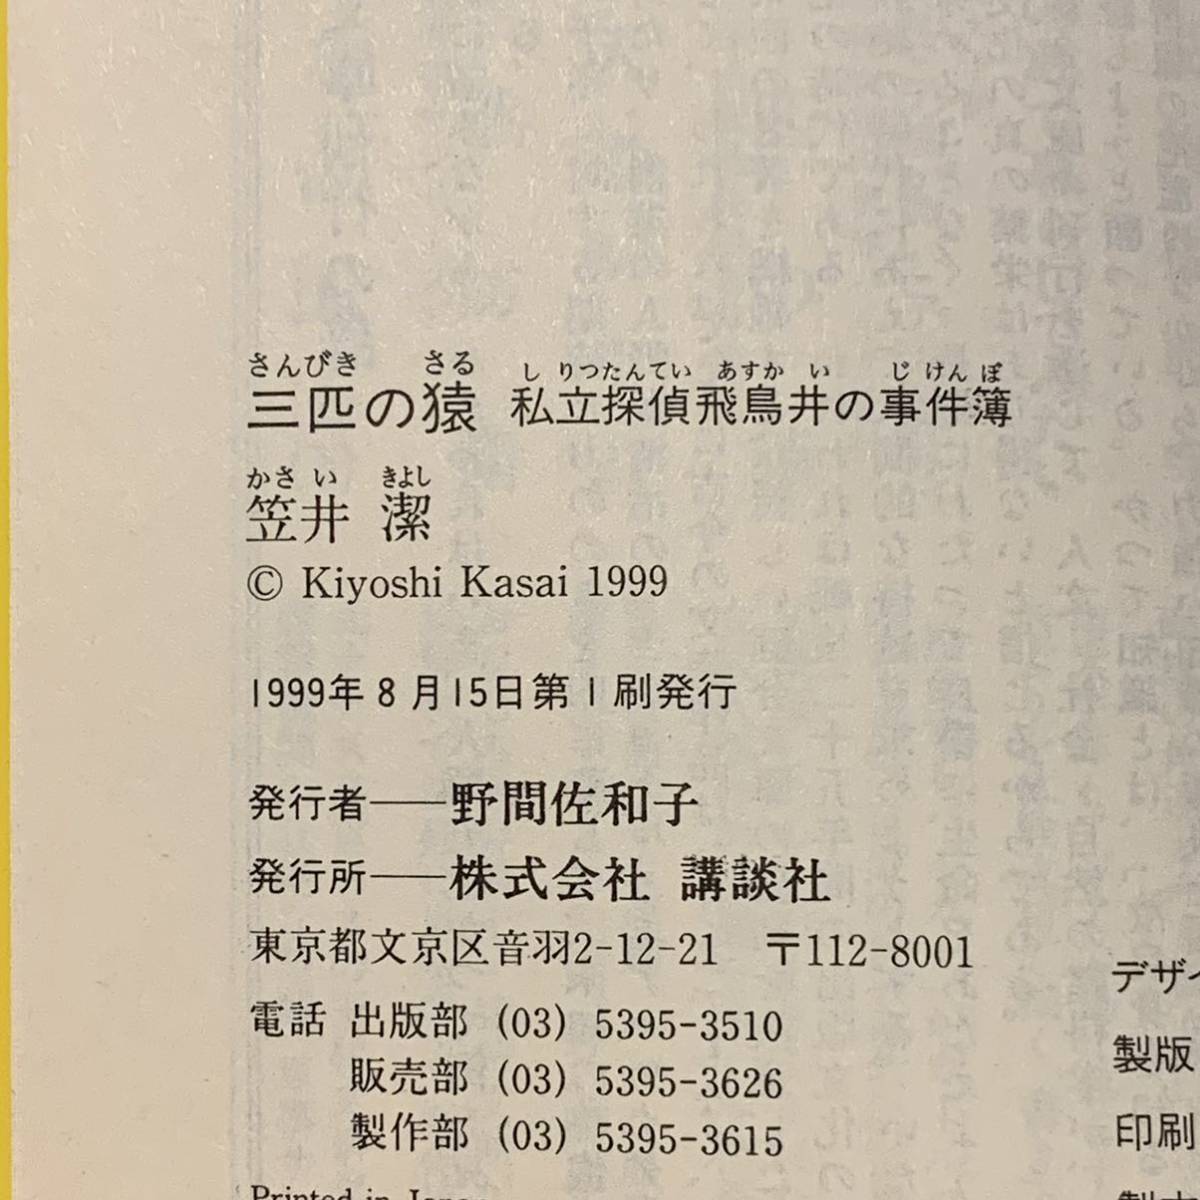 さんびき さる しりつたんてい あすかい じけんぼ
三匹の猿 私立探偵飛鳥井の事件簿
かさい きよし
笠井 潔
© Kiyoshi Kasai 1999
1999年8月15日第1刷発行
発行者——野間佐和子
発行所——株式会社 講談社
東京都文京区音羽2-12-21 〒112-8001
電話 出版部 (03) 5395-3510
販売部 (03) 5395-3626
製作部 (03) 5395-3615
Printed in Japan
デザイ
製版
印刷